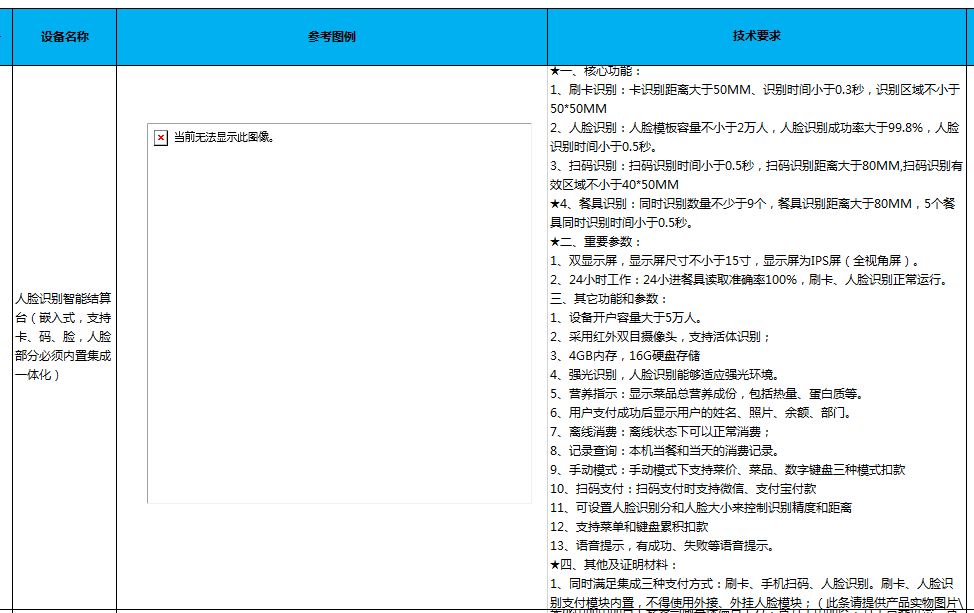 设备名称
参考图例
技术要求
人脸识别智能结算
台（嵌入式，支持
卡、码、脸，人脸
部分必须内置集成
一体化）
当前无法显示此图像。
★一、核心功能：
1、刷卡识别：卡识别距离大于50MM、识别时间小于0.3秒，识别区域不小于
50*50MM
2、人脸识别：人脸模板容量不小于2万人，人脸识别成功率大于99.8%，人脸
识别时间小于0.5秒。
3、扫码识别：扫码识别时间小于0.5秒，扫码识别距离大于80MM,扫码识别有
效区域不小于40*50MM
★4、餐具识别：同时识别数量不少于9个，餐具识别距离大于80MM，5个餐
具同时识别时间小于0.5秒。
★二、重要参数：
1、双显示屏，显示屏尺寸不小于15寸，显示屏为IPS屏（全视角屏）。
2、24小时工作：24小进餐具读取准确率100%，刷卡、人脸识别正常运行。
三、其它功能和参数：
1、设备开户容量大于5万人。
2、采用红外双目摄像头，支持活体识别；
3、4GB内存，16G硬盘存储
4、强光识别，人脸识别能够适应强光环境。
5、营养指示：显示菜品总营养成份，包括热量、蛋白质等。
6、用户支付成功后显示用户的姓名、照片、余额、部门。
7、离线消费：离线状态下可以正常消费；
8、记录查询：本机当餐和当天的消费记录。
9、手动模式：手动模式下支持菜价、菜品、数字键盘三种模式扣款
10、扫码支付：扫码支付时支持微信、支付宝付款
11、可设置人脸识别分和人脸大小来控制识别精度和距离
12、支持菜单和键盘累积扣款
13、语音提示，有成功、失败等语音提示。
★四、其他及证明材料：
1、同时满足集成三种支付方式：刷卡、手机扫码、人脸识别。刷卡、人脸识
别支付模块内置，不得使用外接、外挂人脸模块；（此条请提供产品实物图片\